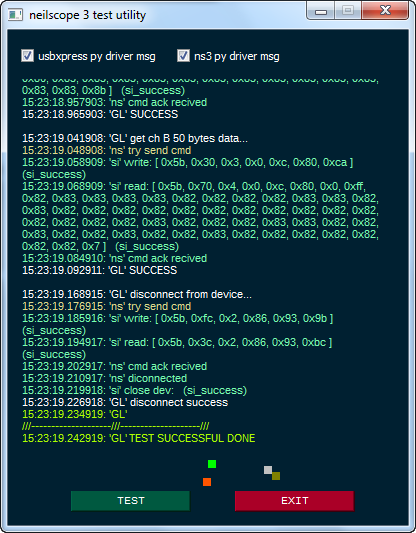 neilscope 3 test utility
usbxpress py driver msg
ns3 py driver msg
0x83, 0x83, 0x8b ]   (si_success)
15:23:18.957903: 'ns' cmd ack recived
15:23:18.965903: 'GL' SUCCESS
15:23:19.041908: 'GL' get ch B 50 bytes data...
15:23:19.048908: 'ns' try send cmd
15:23:19.058909: 'si' write: [ 0x5b, 0x30, 0x3, 0x0, 0xc, 0x80, 0xca ]
(si_success)
15:23:19.068909: 'si' read: [ 0x5b, 0x70, 0x4, 0x0, 0xc, 0x80, 0x0, 0xff,
0x82, 0x83, 0x83, 0x83, 0x83, 0x82, 0x82, 0x82, 0x82, 0x83, 0x83, 0x82,
0x83, 0x82, 0x82, 0x82, 0x82, 0x82, 0x82, 0x82, 0x82, 0x82, 0x82, 0x82,
0x82, 0x82, 0x83, 0x83, 0x82, 0x83, 0x82, 0x82, 0x82, 0x82, 0x82, 0x82,
0x83, 0x82, 0x82, 0x83, 0x82, 0x83, 0x82, 0x82, 0x82, 0x82, 0x82, 0x82,
0x82, 0x82, 0x7 ]   (si_success)
15:23:19.084910: 'ns' cmd ack recived
15:23:19.092911: 'GL' SUCCESS
15:23:19.168915: 'GL' disconnect from device...
15:23:19.176915: 'ns' try send cmd
15:23:19.185916: 'si' write: [ 0x5b, 0xfc, 0x2, 0x86, 0x93, 0x9b ]
(si_success)
15:23:19.194917: 'si' read: [ 0x5b, 0x3c, 0x2, 0x86, 0x93, 0xbc ]
(si_success)
15:23:19.202917: 'ns' cmd ack recived
15:23:19.210917: 'ns' diconnected
15:23:19.219918: 'si' close dev:   (si_success)
15:23:19.226918: 'GL' disconnect success
15:23:19.234919: 'GL'
///--------------------///--------------------///
15:23:19.242919: 'GL' TEST SUCCESSFUL DONE
TEST
EXIT